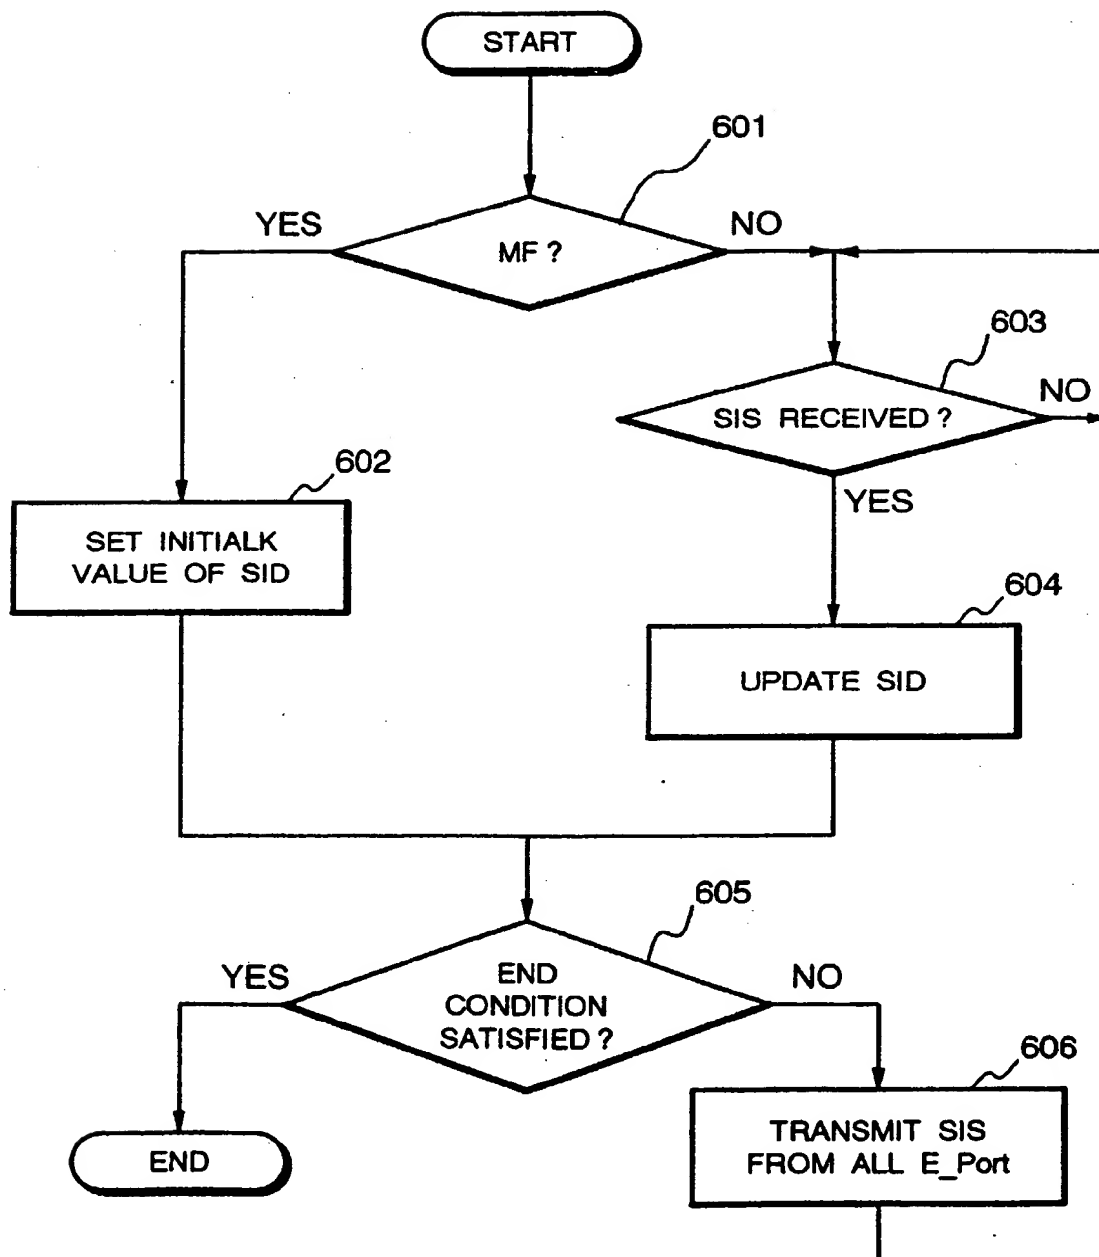 START
601
YES
NO
MF ?
603
SIS RECEIVED ?
NO
602
YES
SET INITIALK
VALUE OF SID
604
UPDATE SID
605
YES
NO
END
CONDITION
SATISFIED ?
606
END
TRANSMIT SIS
FROM ALL E_Port